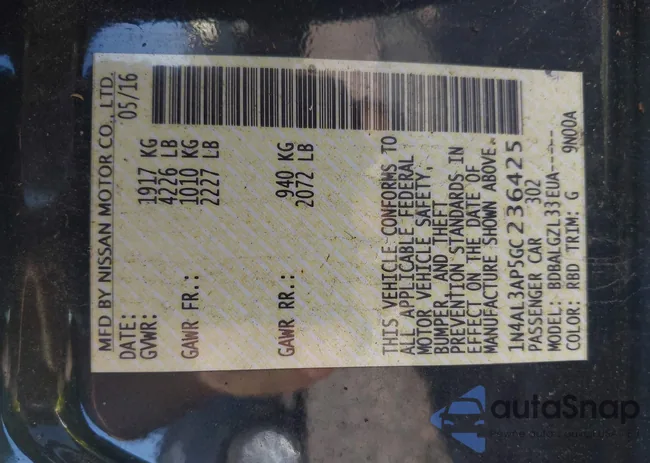 MFD BY NISSAN MOTOR CO., LTD.
DATE: 05/16
GVWR: 1917 KG
4226 LB
GAWR FR.: 1010 KG
2227 LB
GAWR RR.: 940 KG
2072 LB
THIS VEHICLE CONFORMS TO
ALL APPLICABLE FEDERAL
MOTOR VEHICLE SAFETY,
BUMPER, AND THEFT
PREVENTION STANDARDS IN
EFFECT ON THE DATE OF
MANUFACTURE SHOWN ABOVE.
1N4AL3AP5GC236425
PASSENGER CAR 302
MODEL: BDBALGZL33EUA-----
COLOR: RBD TRIM: G 9N00A
autoSnap